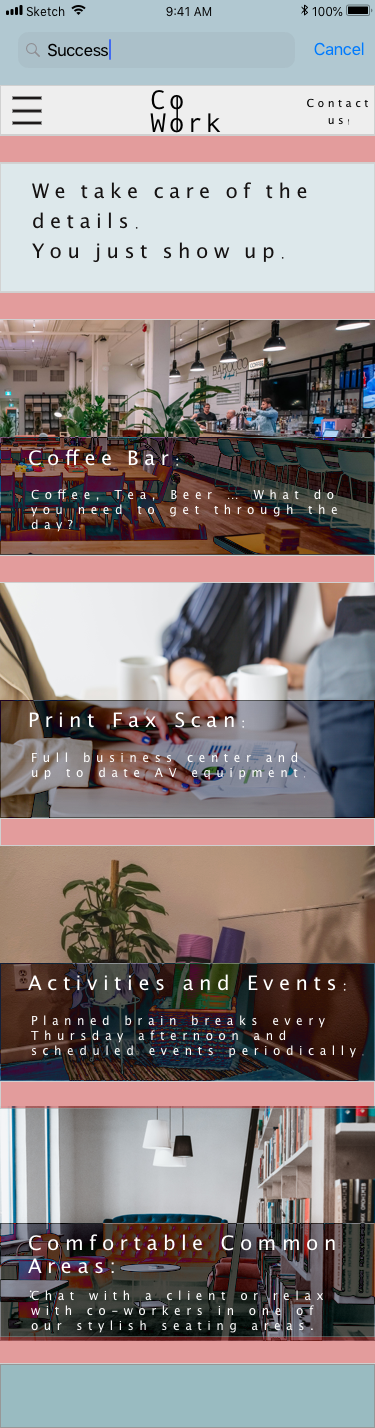 Sketch 9:41 AM 100%
Success Cancel
Co
Work
Contact
us!
We take care of the
details.
You just show up.
BAROCCO
Coffee Bar:
Coffee, Tea, Beer ... What do
you need to get through the
day?
Print Fax Scan:
Full business center and
up to date AV equipment.
Activities and Events:
Planned brain breaks every
Thursday afternoon and
scheduled events periodically.
Comfortable Common
Areas:
Chat with a client or relax
with co-workers in one of
our stylish seating areas.